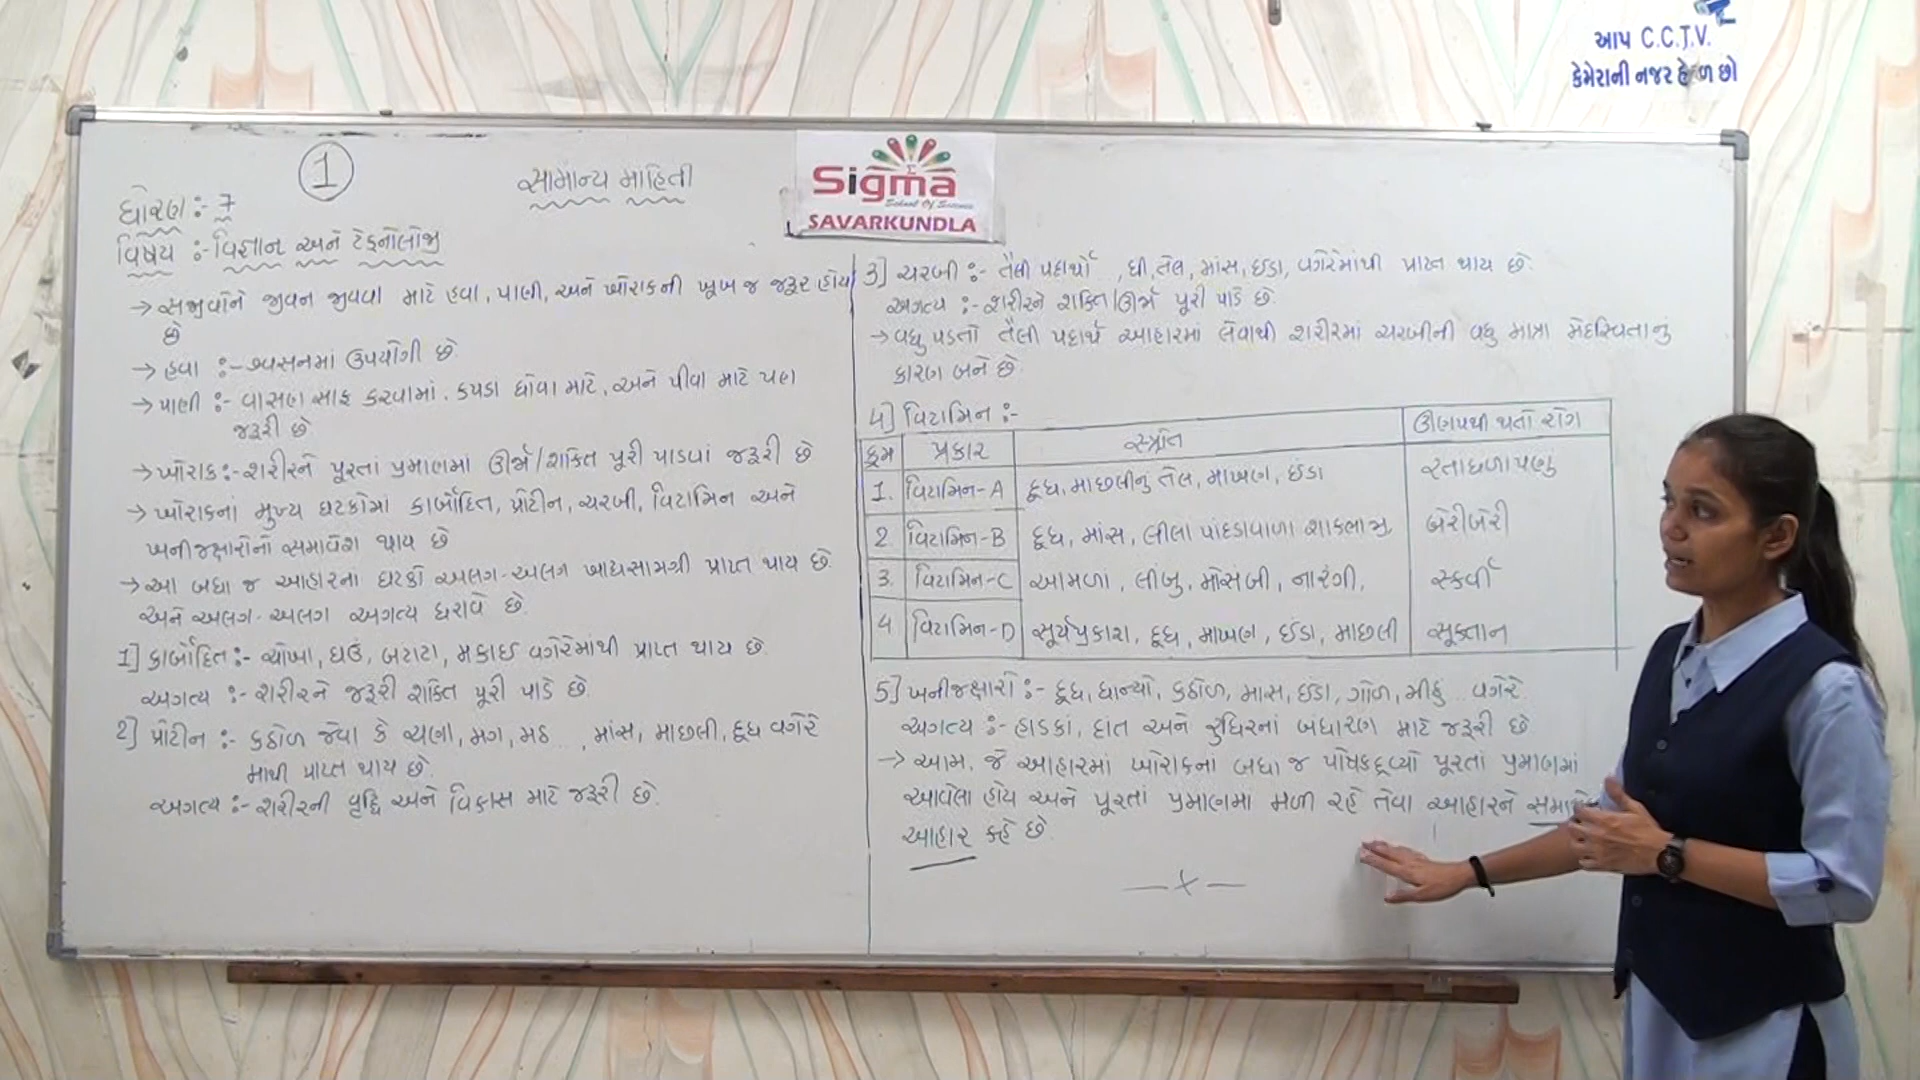 આપ C.C.T.V.
કેમેરાની નજર હેઠળ છો
1
સામાન્ય માહિતી
Sigma
School Of Science
SAVARKUNDLA
ધોરણ :- 7
વિષય :- વિજ્ઞાન અને ટેકનોલોજી
→ સજીવોને જીવન જીવવા માટે હવા, પાણી, અને ખોરાકની ખૂબ જ જરૂર હોય
છે
→ હવા :- શ્વસનમાં ઉપયોગી છે.
→ પાણી :- વાસણ સાફ કરવામાં, કપડા ધોવા માટે, અને પીવા માટે પણ
જરૂરી છે
→ ખોરાક :- શરીરને પૂરતાં પ્રમાણમાં ઊર્જા/શક્તિ પૂરી પાડવાં જરૂરી છે
→ ખોરાકનાં મુખ્ય ઘટકોમાં કાર્બોદિત, પ્રોટીન, ચરબી, વિટામિન અને
ખનીજક્ષારોનો સમાવેશ થાય છે
→ આ બધા જ આહારના ઘટકો અલગ-અલગ ખાદ્યસામગ્રી પ્રાપ્ત થાય છે.
અને અલગ-અલગ અગત્ય ધરાવે છે.
1] કાર્બોદિત :- ચોખા, ઘઉં, બટાટા, મકાઈ વગેરેમાંથી પ્રાપ્ત થાય છે.
અગત્ય :- શરીરને જરૂરી શક્તિ પૂરી પાડે છે.
2] પ્રોટીન :- કઠોળ જેવા કે ચણા, મગ, મઠ..., માંસ, માછલી, દૂધ વગેરે
માંથી પ્રાપ્ત થાય છે.
અગત્ય :- શરીરની વૃદ્ધિ અને વિકાસ માટે જરૂરી છે.
3] ચરબી :- તૈલી પદાર્થો, ઘી, તેલ, માંસ, ઈંડા, વગેરેમાંથી પ્રાપ્ત થાય છે.
અગત્ય :- શરીરને શક્તિ/ઊર્જા પૂરી પાડે છે.
→ વધુ પડતો તૈલી પદાર્થ આહારમાં લેવાથી શરીરમાં ચરબીની વધુ માત્રા મેદસ્વિતાનું
કારણ બને છે.
4] વિટામિન :-
ક્રમ પ્રકાર સ્ત્રોત ઊણપથી થતો રોગ
1. વિટામિન-A દૂધ, માછલીનું તેલ, માખણ, ઈંડા રતાંધળાપણું
2 વિટામિન-B દૂધ, માંસ, લીલા પાંદડાવાળા શાકભાજી, બેરીબેરી
3. વિટામિન-C આમળાં, લીંબુ, મોસંબી, નારંગી, સ્કર્વી
4 વિટામિન-D સૂર્યપ્રકાશ, દૂધ, માખણ, ઈંડા, માછલી સૂકતાન
5] ખનીજક્ષારો :- દૂધ, ધાન્યો, કઠોળ, માંસ, ઈંડા, ગોળ, મીઠું... વગેરે
અગત્ય :- હાડકાં, દાંત અને રુધિરનાં બંધારણ માટે જરૂરી છે
→ આમ, જે આહારમાં ખોરાકનાં બધા જ પોષકદ્રવ્યો પૂરતાં પ્રમાણમાં
આવેલા હોય અને પૂરતાં પ્રમાણમાં મળી રહે તેવા આહારને
આહાર કહે છે.
—x—